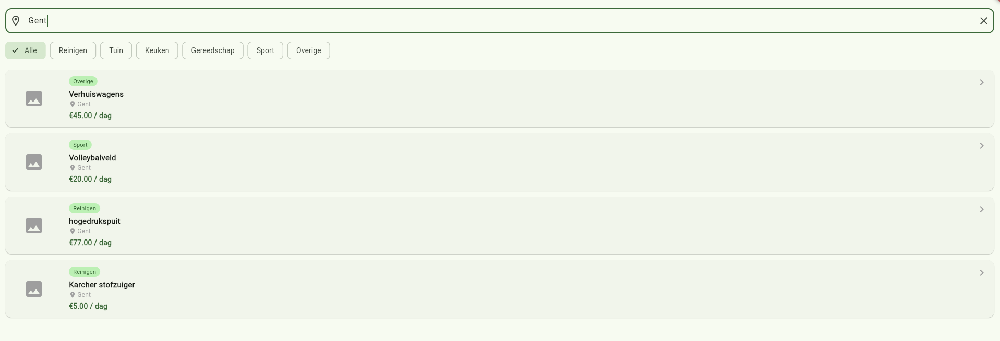 Gent
Alle Reinigen Tuin Keuken Gereedschap Sport Overige
Overige
Verhuiswagens
Gent
€45.00 / dag
Sport
Volleybalveld
Gent
€20.00 / dag
Reinigen
hogedrukspuit
Gent
€77.00 / dag
Reinigen
Karcher stofzuiger
Gent
€5.00 / dag